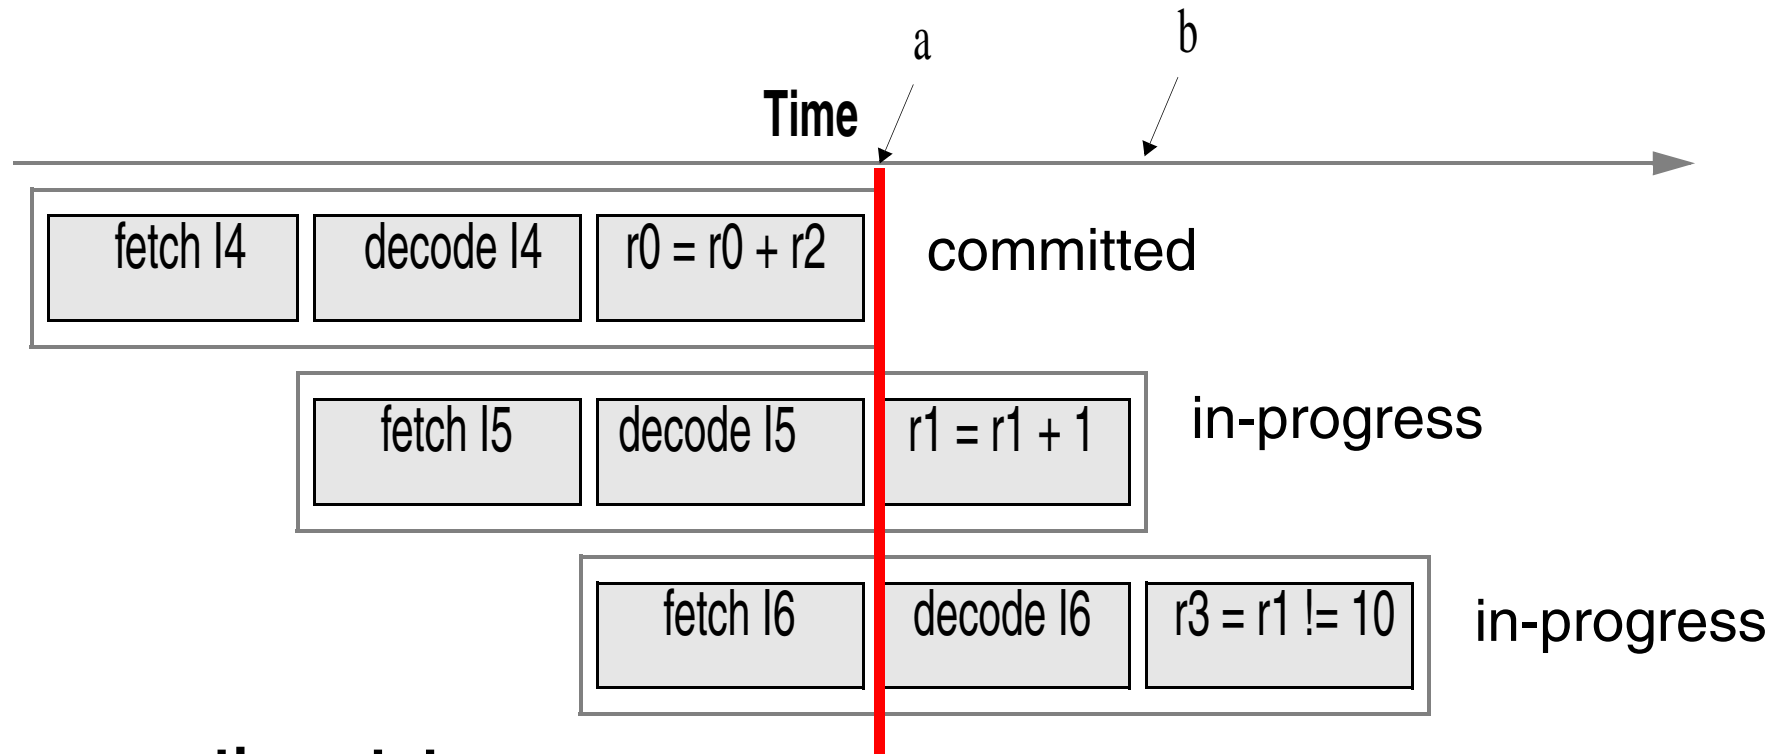 a
b
Time
fetch I4 decode I4 r0 = r0 + r2 committed
fetch I5 decode I5 r1 = r1 + 1 in-progress
fetch I6 decode I6 r3 = r1 != 10 in-progress